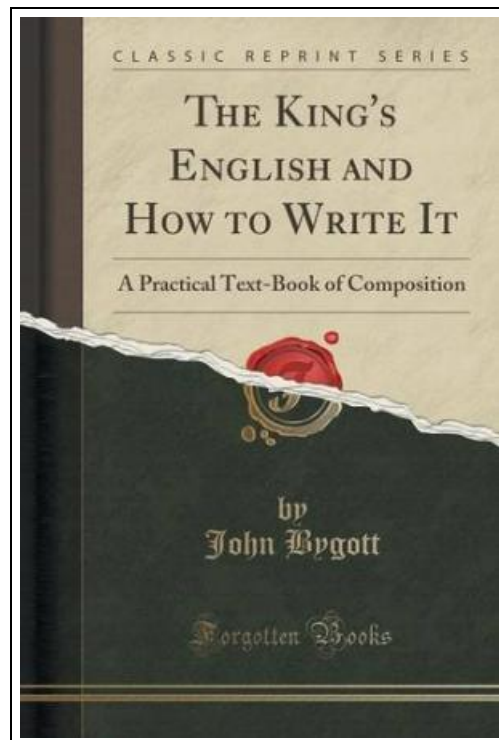 CLASSIC REPRINT SERIES
THE KING'S
ENGLISH AND
HOW TO WRITE IT
A Practical Text-Book of Composition
by
John Bygott
Forgotten Books